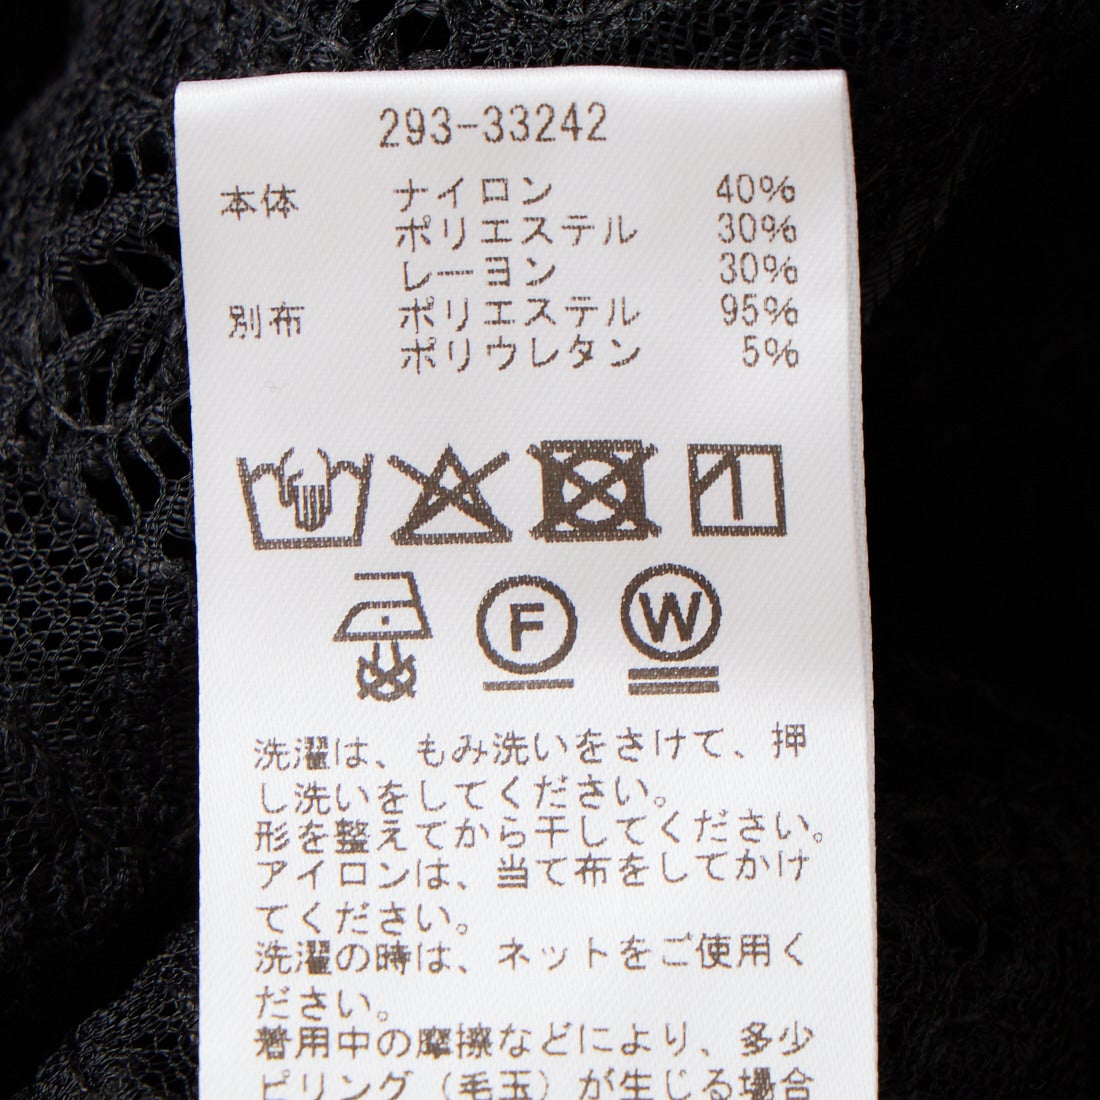 293-33242
本体 ナイロン 40%
ポリエステル 30%
レーヨン 30%
別布 ポリエステル 95%
ポリウレタン 5%
F W
洗濯は、もみ洗いをさけて、押
し洗いをしてください。
形を整えてから干してください。
アイロンは、当て布をしてかけ
てください。
洗濯の時は、ネットをご使用く
ださい。
着用中の摩擦などにより、多少
ピリング(毛玉)が生じる場合